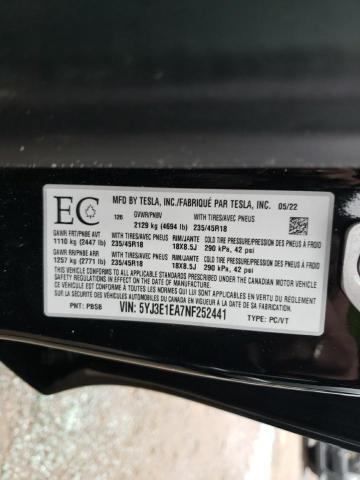 EC
MFD BY TESLA, INC./FABRIQUÉ PAR TESLA, INC. 05/22
126 GVWR/PNBV WITH TIRES/AVEC PNEUS
2129 kg (4694 lb) 235/45R18
GAWR FRT/PNBE AVT WITH TIRES/AVEC PNEUS RIM/JANTE COLD TIRE PRESSURE/PRESSION DES PNEUS À FROID
1110 kg (2447 lb) 235/45R18 18X8.5J 290 kPa, 42 psi
GAWR RR/PNBE ARR WITH TIRES/AVEC PNEUS RIM/JANTE COLD TIRE PRESSURE/PRESSION DES PNEUS À FROID
1257 kg (2771 lb) 235/45R18 18X8.5J 290 kPa, 42 psi
THIS VEHICLE CONFORMS TO ALL APPLICABLE STANDARDS PRESCRIBED UNDER THE CANADIAN MOTOR VEHICLE
SAFETY REGULATIONS IN EFFECT ON THE DATE OF MANUFACTURE
CE VÉHICULE EST CONFORME À TOUTES LES NORMES QUI LUI SONT APPLICABLES EN VERTU DU RÈGLEMENT
SUR LA SÉCURITÉ DES VÉHICULES AUTOMOBILES DU CANADA EN VIGUEUR À LA DATE DE SA FABRICATION
PNT: PBSB VIN: 5YJ3E1EA7NF252441 TYPE: PC/VT